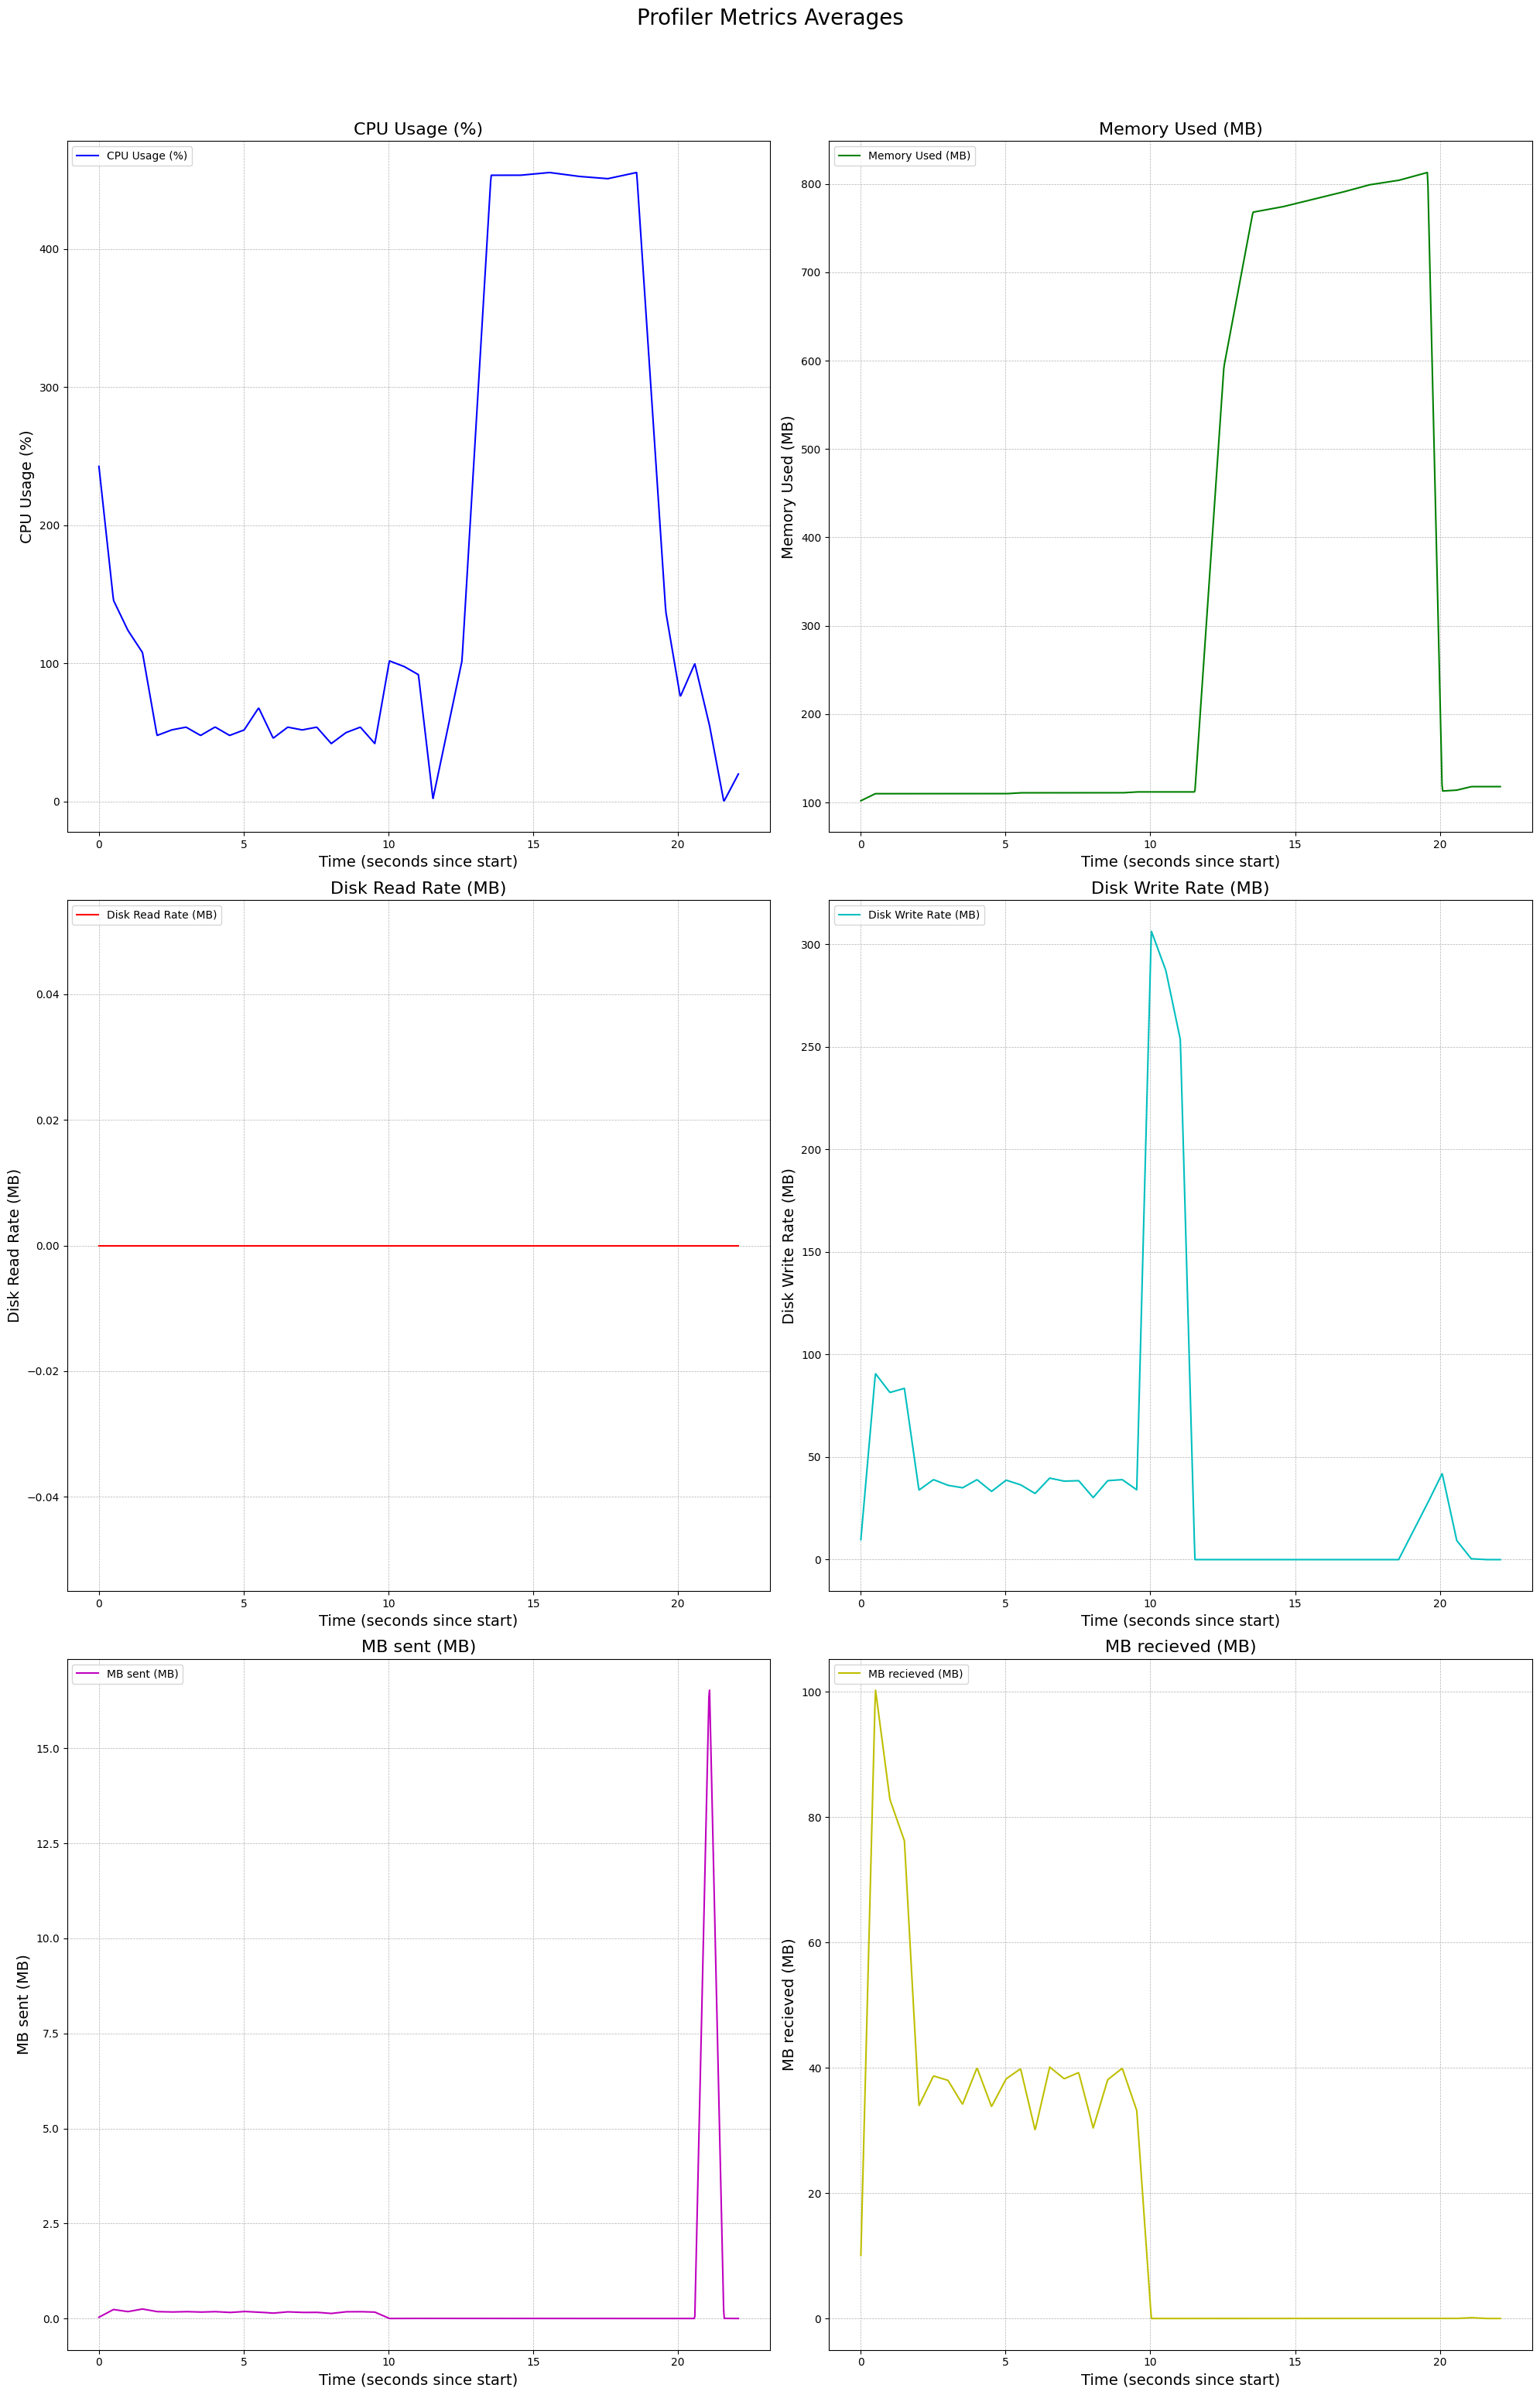 Profiler Metrics Averages
CPU Usage (%)
CPU Usage (%)
CPU Usage (%)
400
300
200
100
0
0 5 10 15 20
Time (seconds since start)
Memory Used (MB)
Memory Used (MB)
Memory Used (MB)
800
700
600
500
400
300
200
100
0 5 10 15 20
Time (seconds since start)
Disk Read Rate (MB)
Disk Read Rate (MB)
Disk Read Rate (MB)
0.04
0.02
0.00
−0.02
−0.04
0 5 10 15 20
Time (seconds since start)
Disk Write Rate (MB)
Disk Write Rate (MB)
Disk Write Rate (MB)
300
250
200
150
100
50
0
0 5 10 15 20
Time (seconds since start)
MB sent (MB)
MB sent (MB)
MB sent (MB)
15.0
12.5
10.0
7.5
5.0
2.5
0.0
0 5 10 15 20
Time (seconds since start)
MB recieved (MB)
MB recieved (MB)
MB recieved (MB)
100
80
60
40
20
0
0 5 10 15 20
Time (seconds since start)